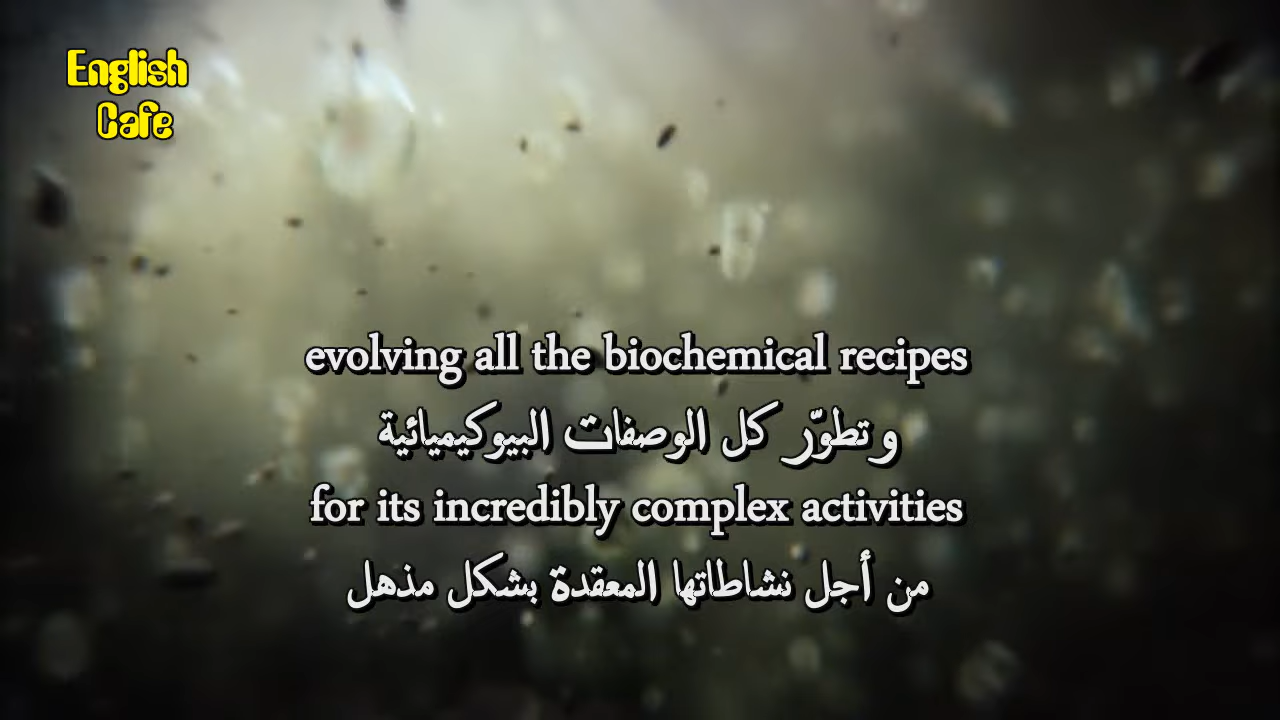 English
Cafe
evolving all the biochemical recipes
و تطوّر كل الوصفات البيوكيميائية
for its incredibly complex activities
من أجل نشاطاتها المعقدة بشكل مذهل